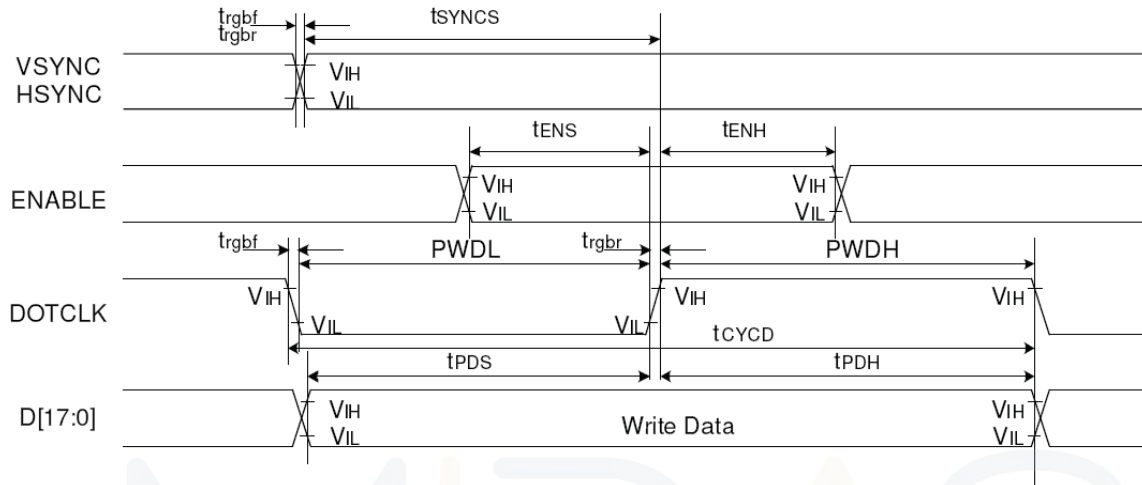 trgbf
trgbr
tSYNCS
VSYNC
HSYNC
VIH
VIL
tENS
tENH
ENABLE
VIH
VIL
VIH
VIL
trgbf
PWDL
trgbr
PWDH
DOTCLK
VIH
VIL
VIL
VIH
VIH
tCYCD
tPDS
tPDH
D[17:0]
VIH
VIL
Write Data
VIH
VIL